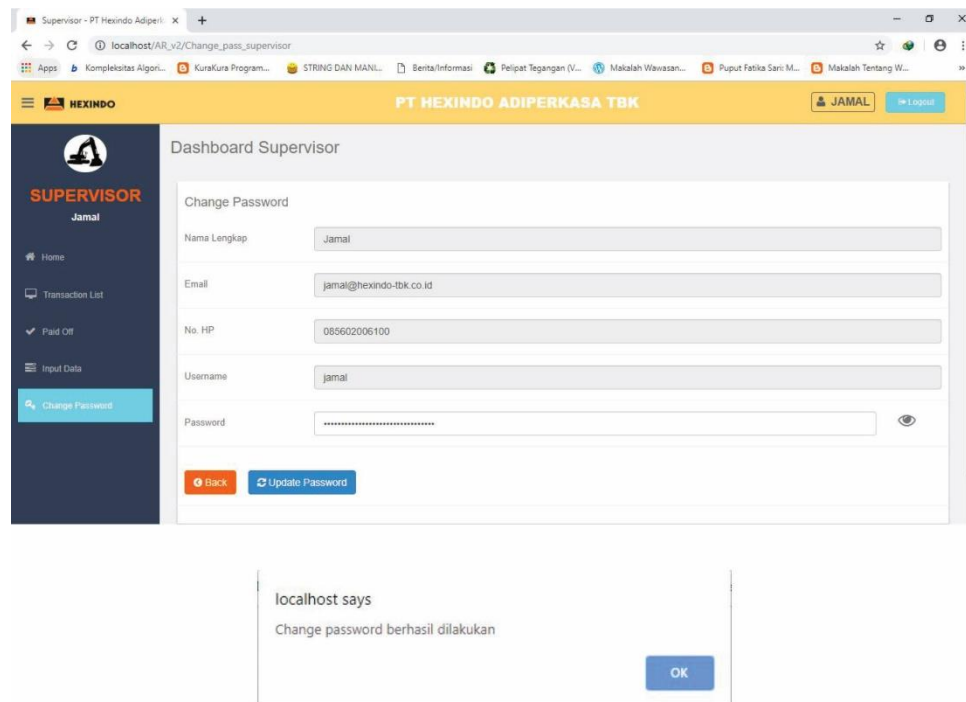 Supervisor - PT Hexindo Adiperk
localhost/AR_v2/Change_pass_supervisor
Apps Kompleksitas Algori... KuraKura Program... STRING DAN MANI... Berita/Informasi Pelipat Tegangan (V... Makalah Wawasan... Puput Fatika Sari: M... Makalah Tentang W... »
HEXINDO PT HEXINDO ADIPERKASA TBK JAMAL Logout
SUPERVISOR
Jamal
Home
Transaction List
Paid Off
Input Data
Change Password
Dashboard Supervisor
Change Password
Nama Lengkap Jamal
Email jamal@hexindo-tbk.co.id
No. HP 085602006100
Username jamal
Password ••••••••••••••••••••••••••••••••
Back Update Password
localhost says
Change password berhasil dilakukan
OK